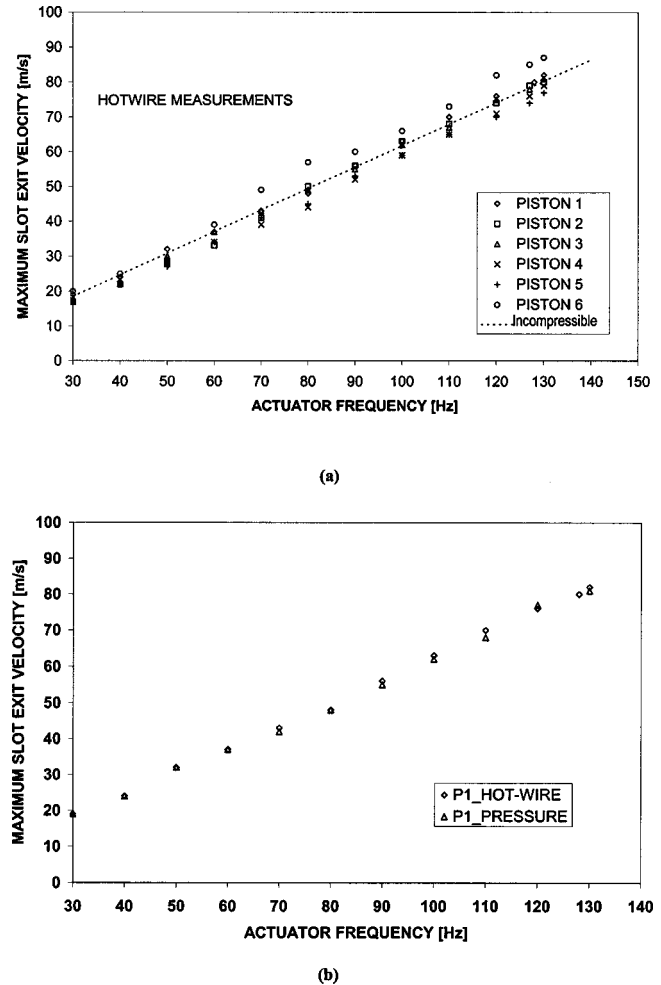 100
90
80
70
60
50
40
30
20
10
0
MAXIMUM SLOT EXIT VELOCITY [m/s]
HOTWIRE MEASUREMENTS
PISTON 1
PISTON 2
PISTON 3
PISTON 4
PISTON 5
PISTON 6
Incompressible
30 40 50 60 70 80 90 100 110 120 130 140 150
ACTUATOR FREQUENCY [Hz]
(a)
100
90
80
70
60
50
40
30
20
10
0
MAXIMUM SLOT EXIT VELOCITY [m/s]
P1_HOT-WIRE
P1_PRESSURE
30 40 50 60 70 80 90 100 110 120 130 140
ACTUATOR FREQUENCY [Hz]
(b)